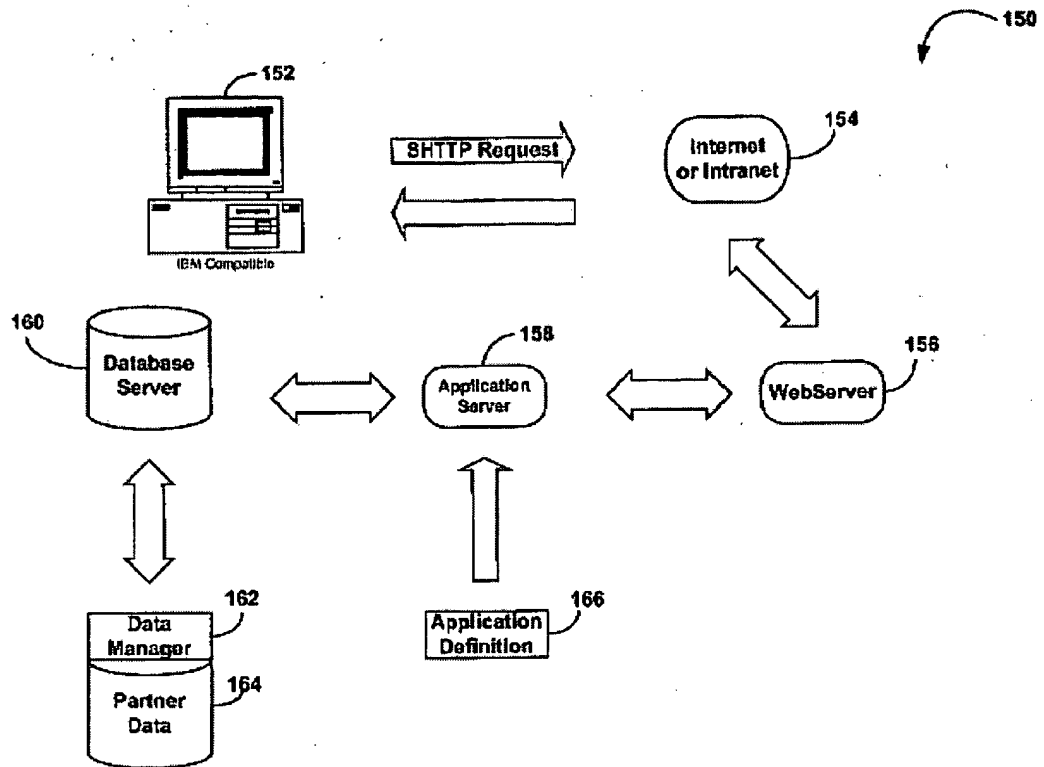 150
152
SHTTP Request
Internet
or Intranet
154
IBM Compatible
160
Database
Server
158
Application
Server
156
WebServer
162
Data
Manager
164
Partner
Data
166
Application
Definition